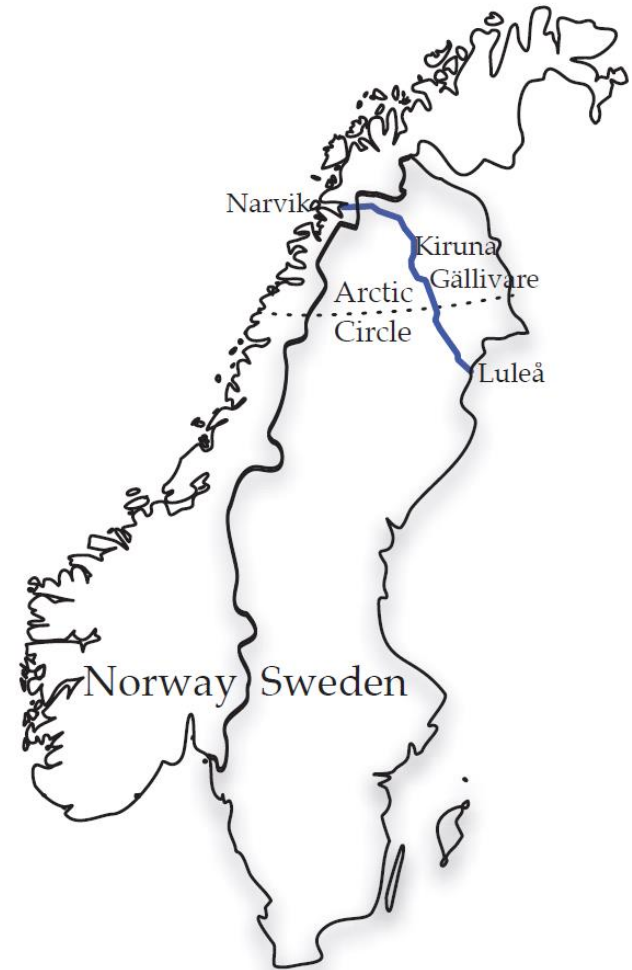 Narvik
Kiruna
Gällivare
Arctic
Circle
Luleå
Norway
Sweden